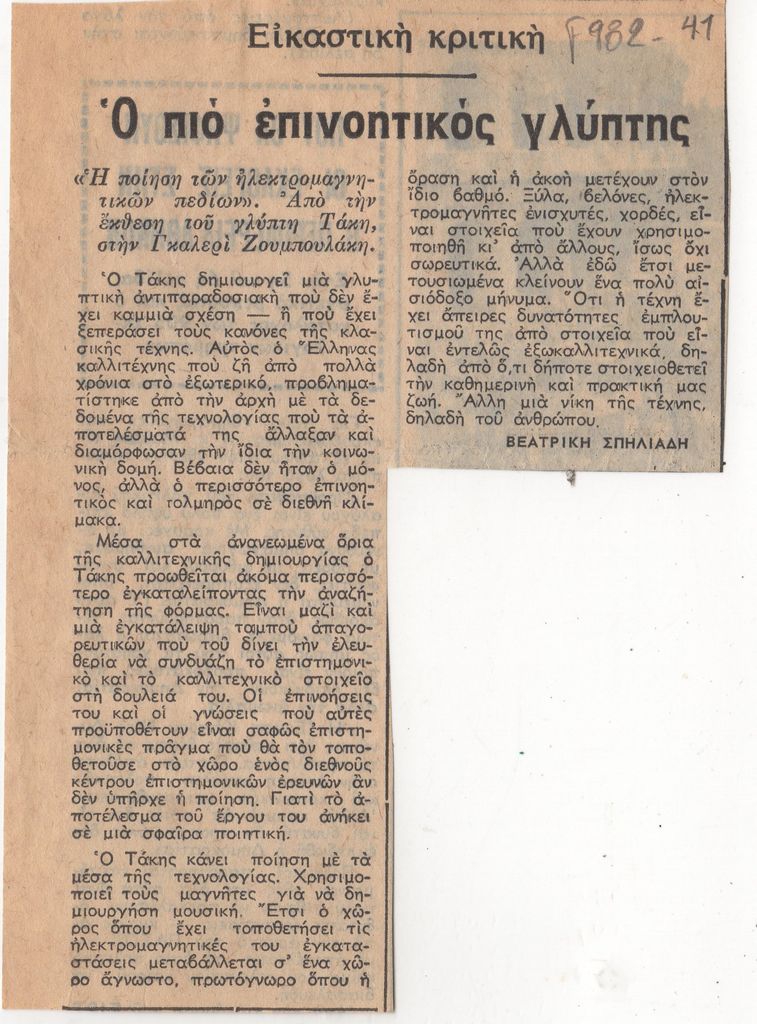 Εἰκαστικὴ κριτικὴ F982-41
Ὁ πιὸ ἐπινοητικὸς γλύπτης
«Ἡ ποίηση τῶν ἠλεκτρομαγνη-
τικῶν πεδίων». Ἀπὸ τὴν
ἔκθεση τοῦ γλύπτη Τάκη,
στὴν Γκαλερὶ Ζουμπουλάκη.
Ὁ Τάκης δημιουργεῖ μιὰ γλυ-
πτικὴ ἀντιπαραδοσιακὴ ποὺ δὲν ἔ-
χει καμμιὰ σχέση — ἢ ποὺ ἔχει
ξεπεράσει τοὺς κανόνες τῆς κλα-
σικῆς τέχνης. Αὐτὸς ὁ Ἕλληνας
καλλιτέχνης ποὺ ζῆ ἀπὸ πολλὰ
χρόνια στὸ ἐξωτερικό, προβλημα-
τίστηκε ἀπὸ τὴν ἀρχὴ μὲ τὰ δε-
δομένα τῆς τεχνολογίας ποὺ τὰ ἀ-
ποτελέσματά της ἄλλαξαν καὶ
διαμόρφωσαν τὴν ἴδια τὴν κοινω-
νικὴ δομή. Βέβαια δὲν ἦταν ὁ μό-
νος, ἀλλὰ ὁ περισσότερο ἐπινοη-
τικὸς καὶ τολμηρὸς σὲ διεθνῆ κλί-
μακα.
Μέσα στὰ ἀνανεωμένα ὅρια
τῆς καλλιτεχνικῆς δημιουργίας ὁ
Τάκης προωθεῖται ἀκόμα περισσό-
τερο ἐγκαταλείποντας τὴν ἀναζή-
τηση τῆς φόρμας. Εἶναι μαζὶ καὶ
μιὰ ἐγκατάλειψη ταμποὺ ἀπαγο-
ρευτικῶν ποὺ τοῦ δίνει τὴν ἐλευ-
θερία νὰ συνδυάζη τὸ ἐπιστημονι-
κὸ καὶ τὸ καλλιτεχνικὸ στοιχεῖο
στὴ δουλειά του. Οἱ ἐπινοήσεις
του καὶ οἱ γνώσεις ποὺ αὐτὲς
προϋποθέτουν εἶναι σαφῶς ἐπιστη-
μονικὲς πρᾶγμα ποὺ θὰ τὸν τοπο-
θετοῦσε στὸ χῶρο ἑνὸς διεθνοῦς
κέντρου ἐπιστημονικῶν ἐρευνῶν ἂν
δὲν ὑπῆρχε ἡ ποίηση. Γιατὶ τὸ ἀ-
ποτέλεσμα τοῦ ἔργου του ἀνήκει
σὲ μιὰ σφαῖρα ποιητική.
Ὁ Τάκης κάνει ποίηση μὲ τὰ
μέσα τῆς τεχνολογίας. Χρησιμο-
ποιεῖ τοὺς μαγνῆτες γιὰ νὰ δη-
μιουργήση μουσική. Ἔτσι ὁ χῶ-
ρος ὅπου ἔχει τοποθετήσει τὶς
ἠλεκτρομαγνητικές του ἐγκατα-
στάσεις μεταβάλλεται σ' ἕνα χῶ-
ρο ἄγνωστο, πρωτόγνωρο ὅπου ἡ
ὅραση καὶ ἡ ἀκοὴ μετέχουν στὸν
ἴδιο βαθμό. Ξύλα, βελόνες, ἠλεκ-
τρομαγνῆτες ἐνισχυτές, χορδές, εἶ-
ναι στοιχεῖα ποὺ ἔχουν χρησιμο-
ποιηθῆ κι' ἀπὸ ἄλλους, ἴσως ὄχι
σωρευτικά. Ἀλλὰ ἐδῶ ἔτσι με-
τουσιωμένα κλείνουν ἕνα πολὺ αἰ-
σιόδοξο μήνυμα. Ὅτι ἡ τέχνη ἔ-
χει ἄπειρες δυνατότητες ἐμπλου-
τισμοῦ της ἀπὸ στοιχεῖα ποὺ εἶ-
ναι ἐντελῶς ἐξωκαλλιτεχνικά, δη-
λαδὴ ἀπὸ ὅ,τι δήποτε στοιχειοθετεῖ
τὴν καθημερινὴ καὶ πρακτική μας
ζωή. Ἄλλη μιὰ νίκη τῆς τέχνης,
δηλαδὴ τοῦ ἀνθρώπου.
ΒΕΑΤΡΙΚΗ ΣΠΗΛΙΑΔΗ